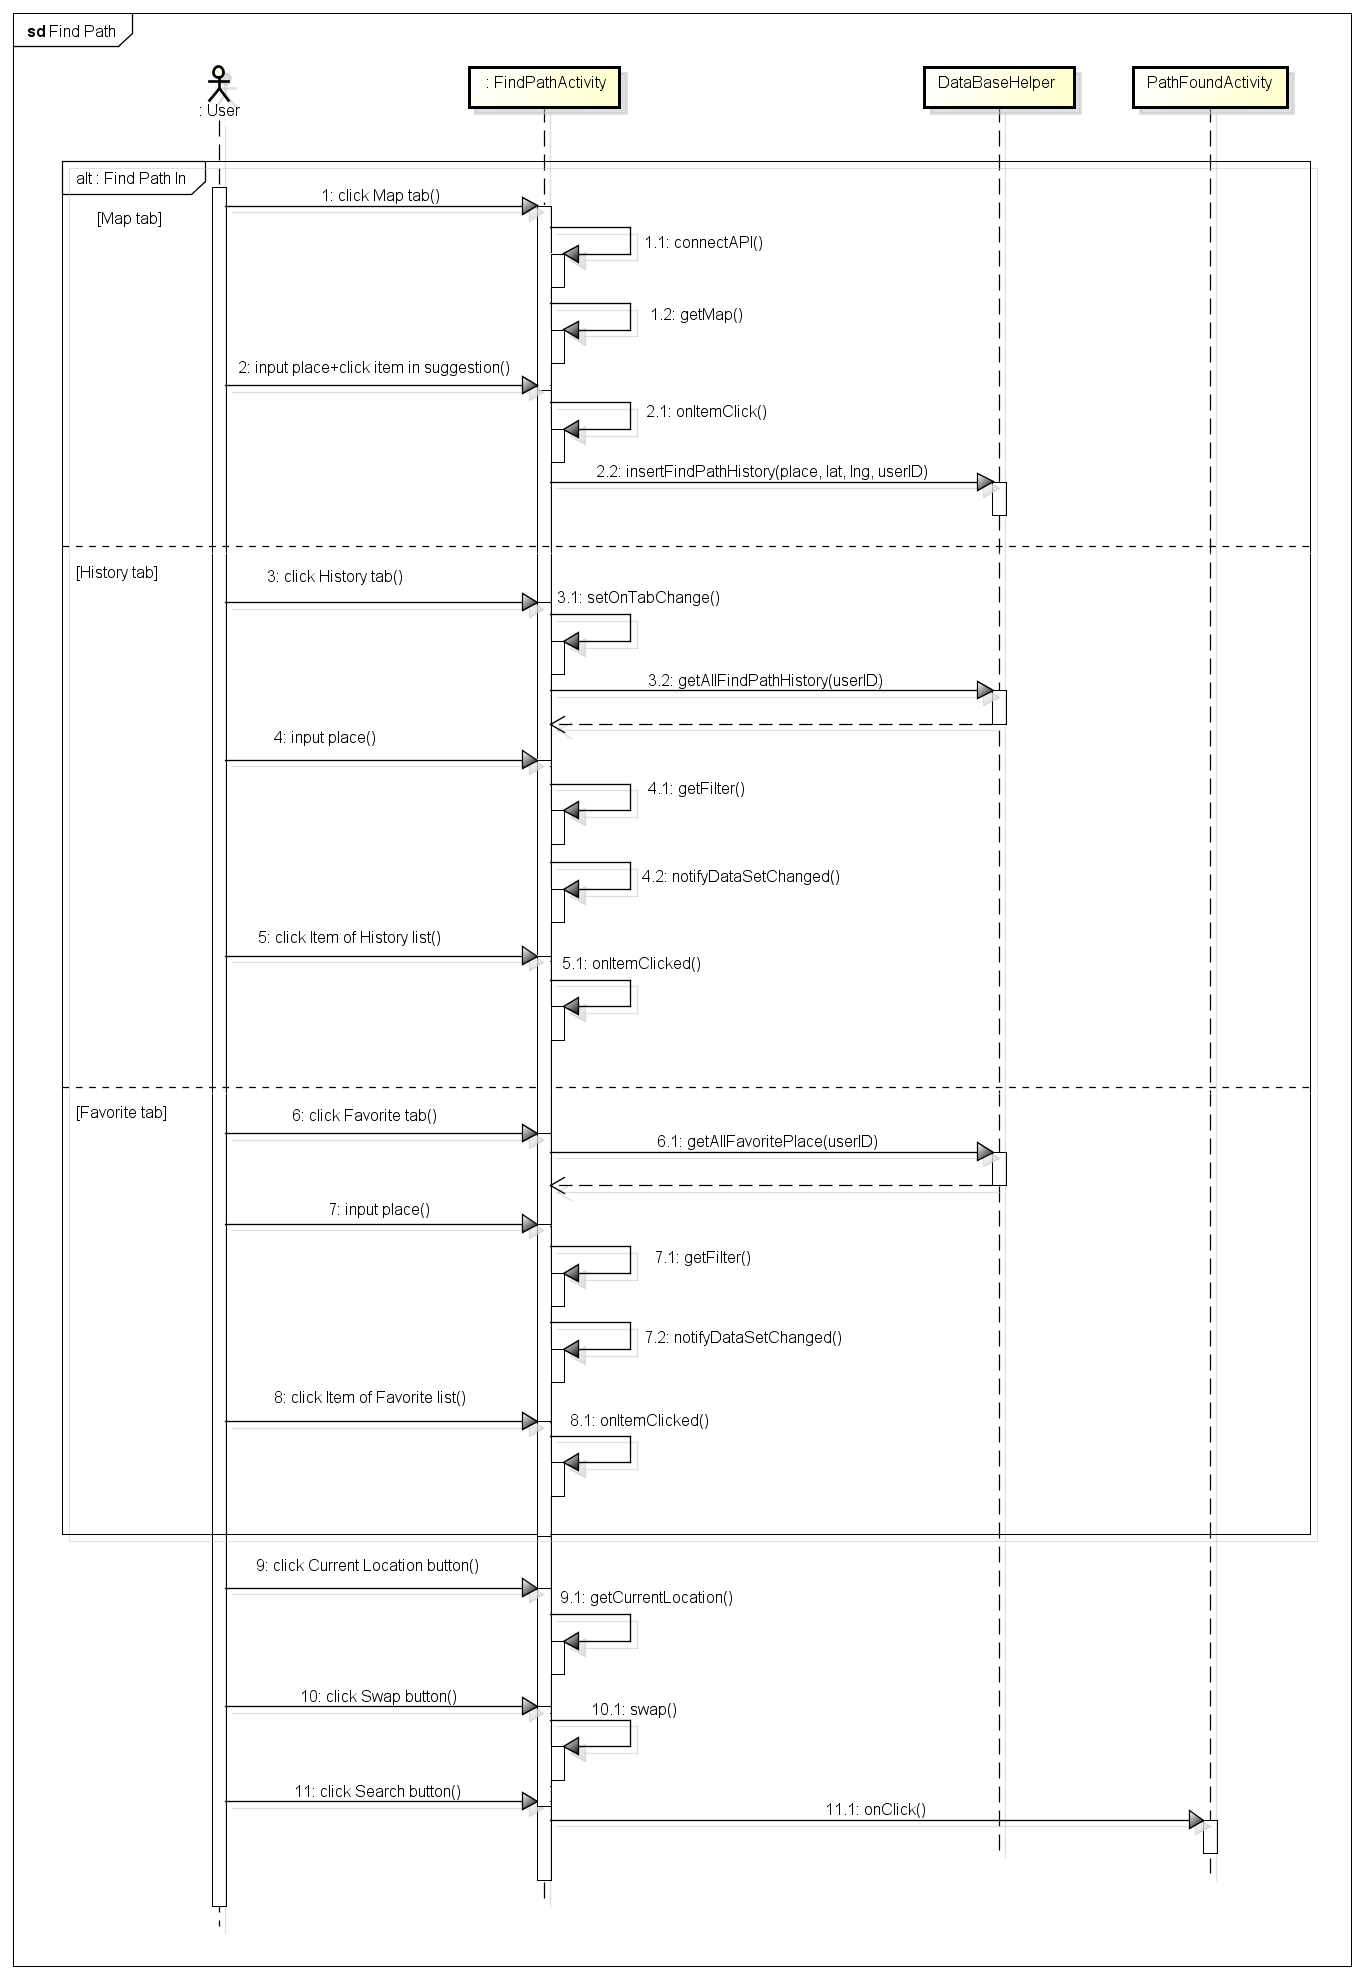 sd Find Path
: User
: FindPathActivity
DataBaseHelper
PathFoundActivity
alt : Find Path In
[Map tab]
1: click Map tab()
1.1: connectAPI()
1.2: getMap()
2: input place+click item in suggestion()
2.1: onItemClick()
2.2: insertFindPathHistory(place, lat, lng, userID)
[History tab]
3: click History tab()
3.1: setOnTabChange()
3.2: getAllFindPathHistory(userID)
4: input place()
4.1: getFilter()
4.2: notifyDataSetChanged()
5: click Item of History list()
5.1: onItemClicked()
[Favorite tab]
6: click Favorite tab()
6.1: getAllFavoritePlace(userID)
7: input place()
7.1: getFilter()
7.2: notifyDataSetChanged()
8: click Item of Favorite list()
8.1: onItemClicked()
9: click Current Location button()
9.1: getCurrentLocation()
10: click Swap button()
10.1: swap()
11: click Search button()
11.1: onClick()